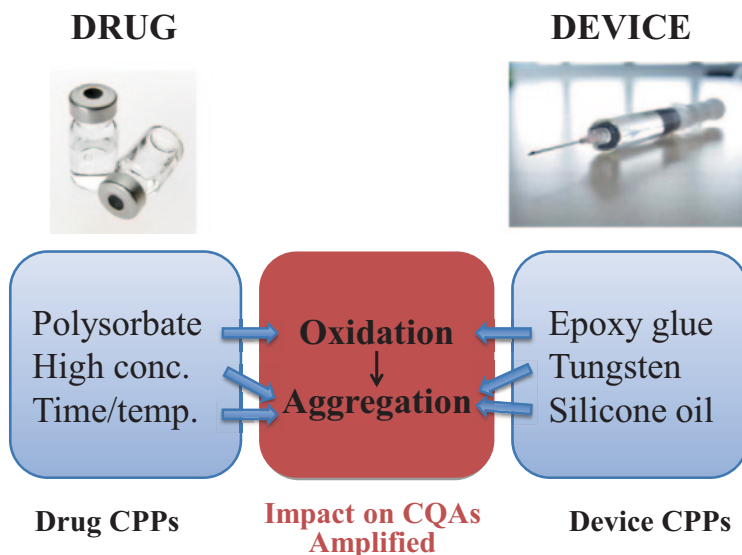 DRUG
DEVICE
Polysorbate
High conc.
Time/temp.
Oxidation
Aggregation
Epoxy glue
Tungsten
Silicone oil
Drug CPPs
Impact on CQAs
Amplified
Device CPPs